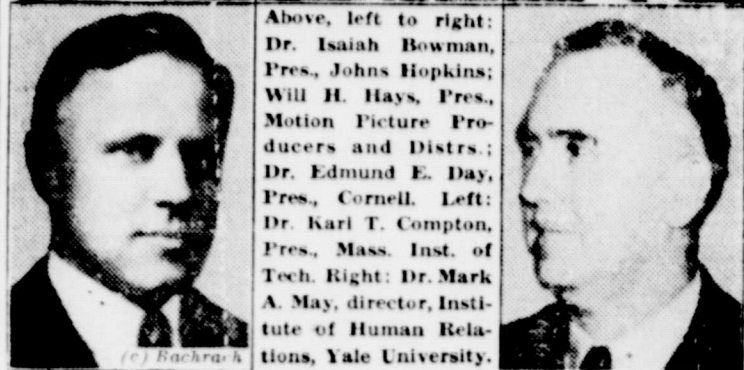 Above, left to right:
Dr. Isaiah Bowman,
Pres., Johns Hopkins;
Will H. Hays, Pres.,
Motion Picture Pro-
ducers and Distrs.;
Dr. Edmund E. Day,
Pres., Cornell. Left:
Dr. Karl T. Compton,
Pres., Mass. Inst. of
Tech. Right: Dr. Mark
A. May, director, Insti-
tute of Human Rela-
tions, Yale University.
(c) Bachrach